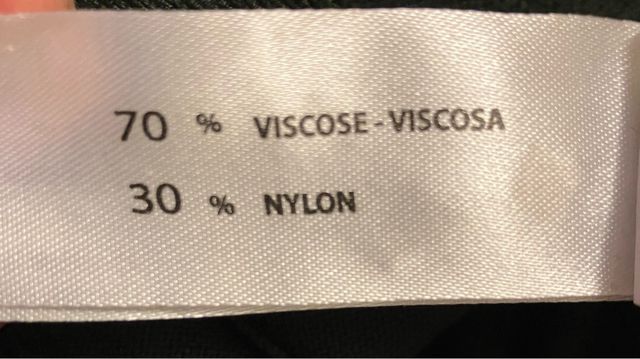 70 % VISCOSE - VISCOSA
30 % NYLON